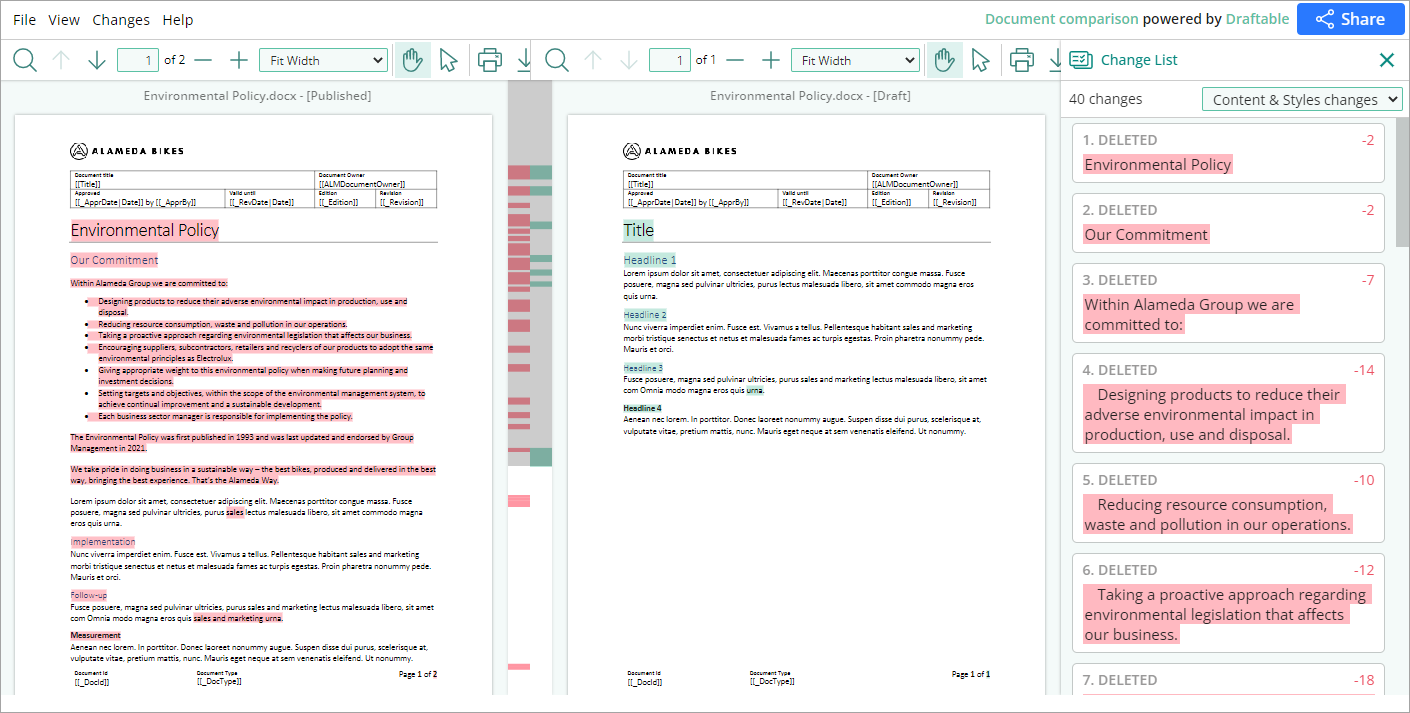 File View Changes Help
Document comparison powered by Draftable
Share
1 of 2
Fit Width
1 of 1
Fit Width
Change List
Environmental Policy.docx - [Published]
ALAMEDA BIKES
Document title
[[Title]]
Document Owner
[[ALMDocumentOwner]]
Approved
[[_ApprDate|Date]] by [[_ApprBy]]
Valid until
[[_RevDate|Date]]
Edition
[[_Edition]]
Revision
[[_Revision]]
Environmental Policy
Our Commitment
Within Alameda Group we are committed to:
• Designing products to reduce their adverse environmental impact in production, use and
disposal.
• Reducing resource consumption, waste and pollution in our operations.
• Taking a proactive approach regarding environmental legislation that affects our business.
• Encouraging suppliers, subcontractors, retailers and recyclers of our products to adopt the same
environmental principles as Electrolux.
• Giving appropriate weight to this environmental policy when making future planning and
investment decisions.
• Setting targets and objectives, within the scope of the environmental management system, to
achieve continual improvement and a sustainable development.
• Each business sector manager is responsible for implementing the policy.
The Environmental Policy was first published in 1993 and was last updated and endorsed by Group
Management in 2021.
We take pride in doing business in a sustainable way – the best bikes, produced and delivered in the best
way, bringing the best experience. That's the Alameda Way.
Lorem ipsum dolor sit amet, consectetuer adipiscing elit. Maecenas porttitor congue massa. Fusce
posuere, magna sed pulvinar ultricies, purus sales lectus malesuada libero, sit amet commodo magna
eros quis urna.
Implementation
Nunc viverra imperdiet enim. Fusce est. Vivamus a tellus. Pellentesque habitant sales and marketing
morbi tristique senectus et netus et malesuada fames ac turpis egestas. Proin pharetra nonummy pede.
Mauris et orci.
Follow-up
Fusce posuere, magna sed pulvinar ultricies, purus sales and marketing lectus malesuada libero, sit amet
com Omnia modo magna eros quis sales and marketing urna.
Measurement
Aenean nec lorem. In porttitor. Donec laoreet nonummy augue. Suspen disse dui purus, scelerisque at,
vulputate vitae, pretium mattis, nunc. Mauris eget neque at sem venenatis eleifend. Ut nonummy.
Document Id
[[_DocId]]
Document Type
[[_DocType]]
Page 1 of 2
Environmental Policy.docx - [Draft]
ALAMEDA BIKES
Document title
[[Title]]
Document Owner
[[ALMDocumentOwner]]
Approved
[[_ApprDate|Date]] by [[_ApprBy]]
Valid until
[[_RevDate|Date]]
Edition
[[_Edition]]
Revision
[[_Revision]]
Title
Headline 1
Lorem ipsum dolor sit amet, consectetuer adipiscing elit. Maecenas porttitor congue massa. Fusce
posuere, magna sed pulvinar ultricies, purus lectus malesuada libero, sit amet commodo magna eros
quis urna.
Headline 2
Nunc viverra imperdiet enim. Fusce est. Vivamus a tellus. Pellentesque habitant sales and marketing
morbi tristique senectus et netus et malesuada fames ac turpis egestas. Proin pharetra nonummy pede.
Mauris et orci.
Headline 3
Fusce posuere, magna sed pulvinar ultricies, purus sales and marketing lectus malesuada libero, sit amet
com Omnia modo magna eros quis urna.
Headline 4
Aenean nec lorem. In porttitor. Donec laoreet nonummy augue. Suspen disse dui purus, scelerisque at,
vulputate vitae, pretium mattis, nunc. Mauris eget neque at sem venenatis eleifend. Ut nonummy.
Document Id
[[_DocId]]
Document Type
[[_DocType]]
Page 1 of 1
40 changes
Content & Styles changes
1. DELETED -2
Environmental Policy
2. DELETED -2
Our Commitment
3. DELETED -7
Within Alameda Group we are
committed to:
4. DELETED -14
Designing products to reduce their
adverse environmental impact in
production, use and disposal.
5. DELETED -10
Reducing resource consumption,
waste and pollution in our operations.
6. DELETED -12
Taking a proactive approach regarding
environmental legislation that affects
our business.
7. DELETED -18